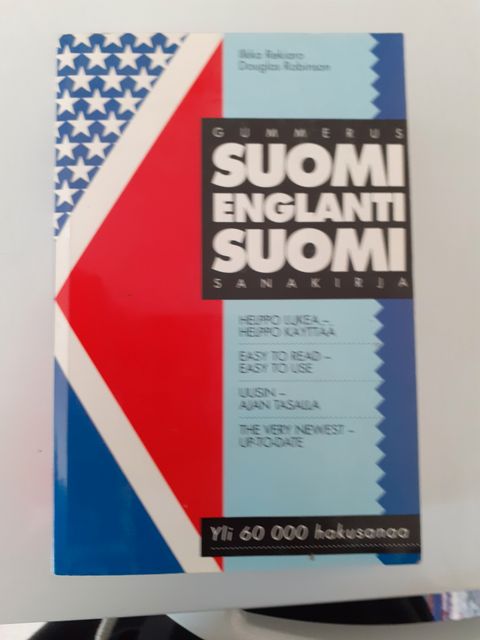 Ilkka Rekiaro
Douglas Robinson
GUMMERUS
SUOMI
ENGLANTI
SUOMI
SANAKIRJA
HELPPO LUKEA –
HELPPO KÄYTTÄÄ
EASY TO READ –
EASY TO USE
UUSIN –
AJAN TASALLA
THE VERY NEWEST –
UP-TO-DATE
Yli 60 000 hakusanaa